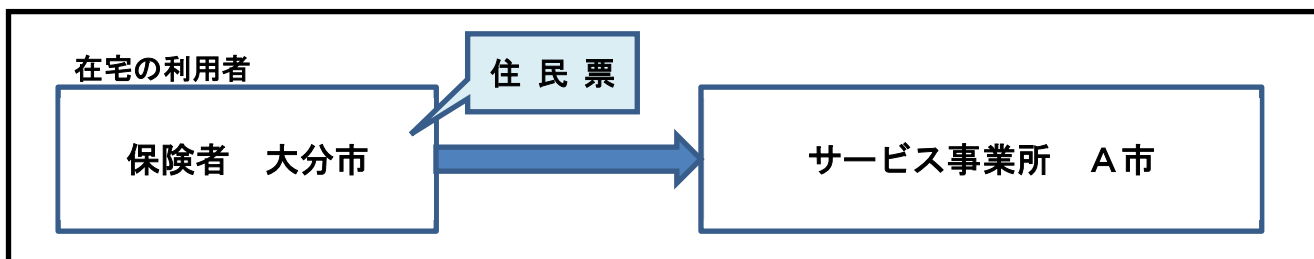 在宅の利用者
住 民 票
保険者　大分市
サービス事業所　Ａ市